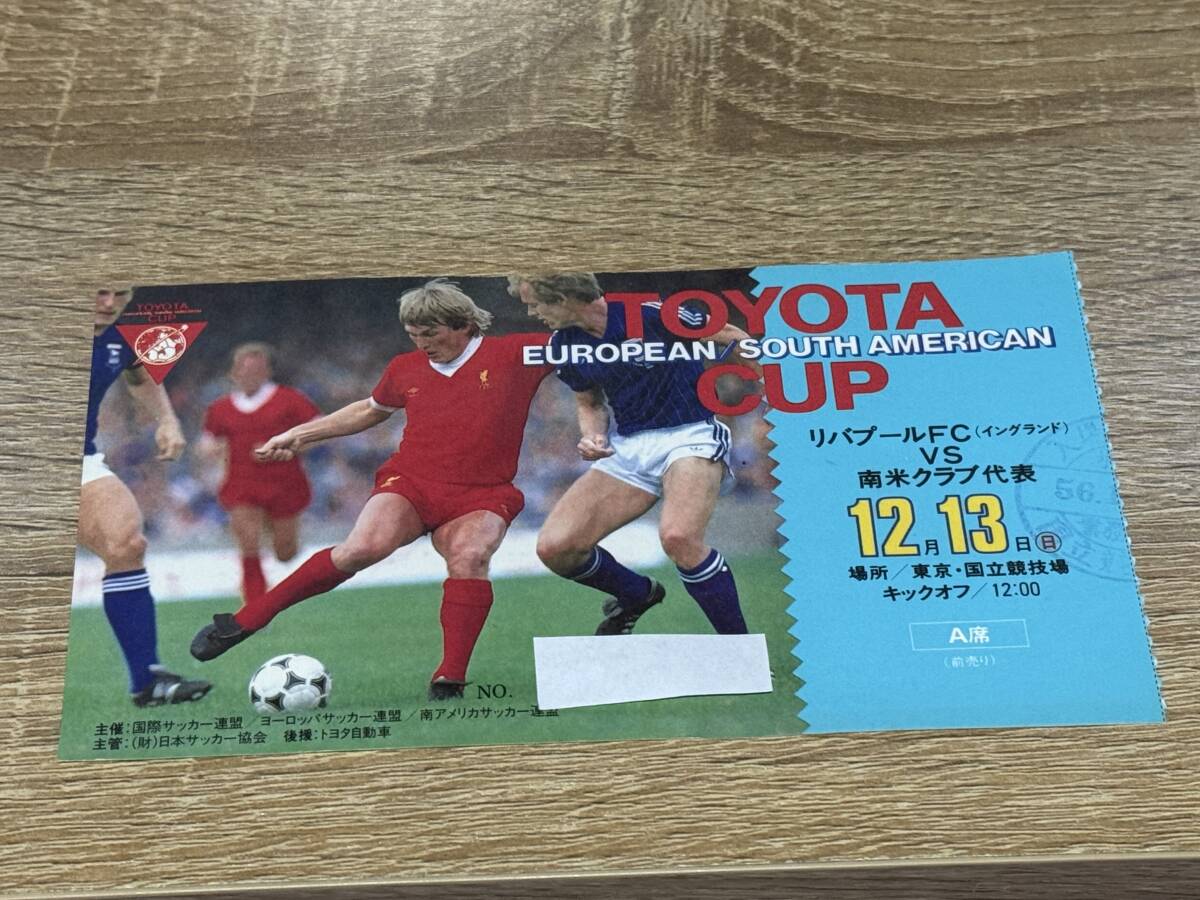 TOYOTA
CUP
TOYOTA
EUROPEAN/SOUTH AMERICAN
CUP
リバプールFC(イングランド)
VS
南米クラブ代表
12月13日㊐
場所/東京・国立競技場
キックオフ/12:00
A席
(前売り)
56.
NO.
主催:国際サッカー連盟/ヨーロッパサッカー連盟/南アメリカサッカー連盟
主管:(財)日本サッカー協会 後援:トヨタ自動車